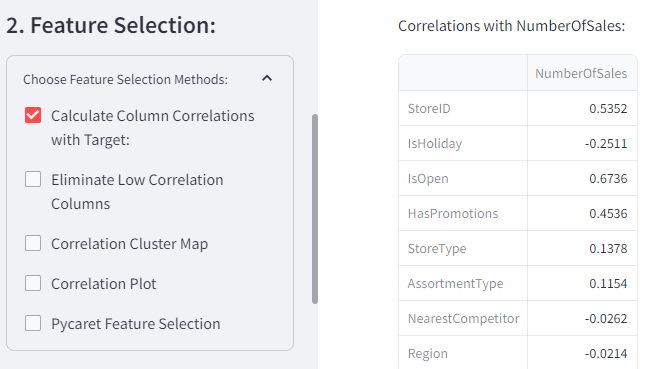 2. Feature Selection:
Choose Feature Selection Methods:
Calculate Column Correlations
with Target:
Eliminate Low Correlation
Columns
Correlation Cluster Map
Correlation Plot
Pycaret Feature Selection
Correlations with NumberOfSales:
NumberOfSales
StoreID 0.5352
IsHoliday -0.2511
IsOpen 0.6736
HasPromotions 0.4536
StoreType 0.1378
AssortmentType 0.1154
NearestCompetitor -0.0262
Region -0.0214